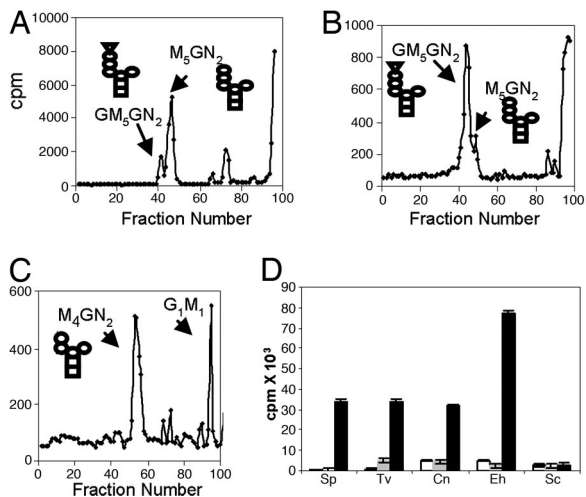 A
10000
8000
6000
4000
2000
0
cpm
M5GN2
GM5GN2
0 20 40 60 80 100
Fraction Number
B
1000
800
600
400
200
0
GM5GN2
M5GN2
0 20 40 60 80 100
Fraction Number
C
600
400
200
0
M4GN2
G1M1
0 20 40 60 80 100
Fraction Number
D
90
80
70
60
50
40
30
20
10
0
cpm X 10³
Sp Tv Cn Eh Sc